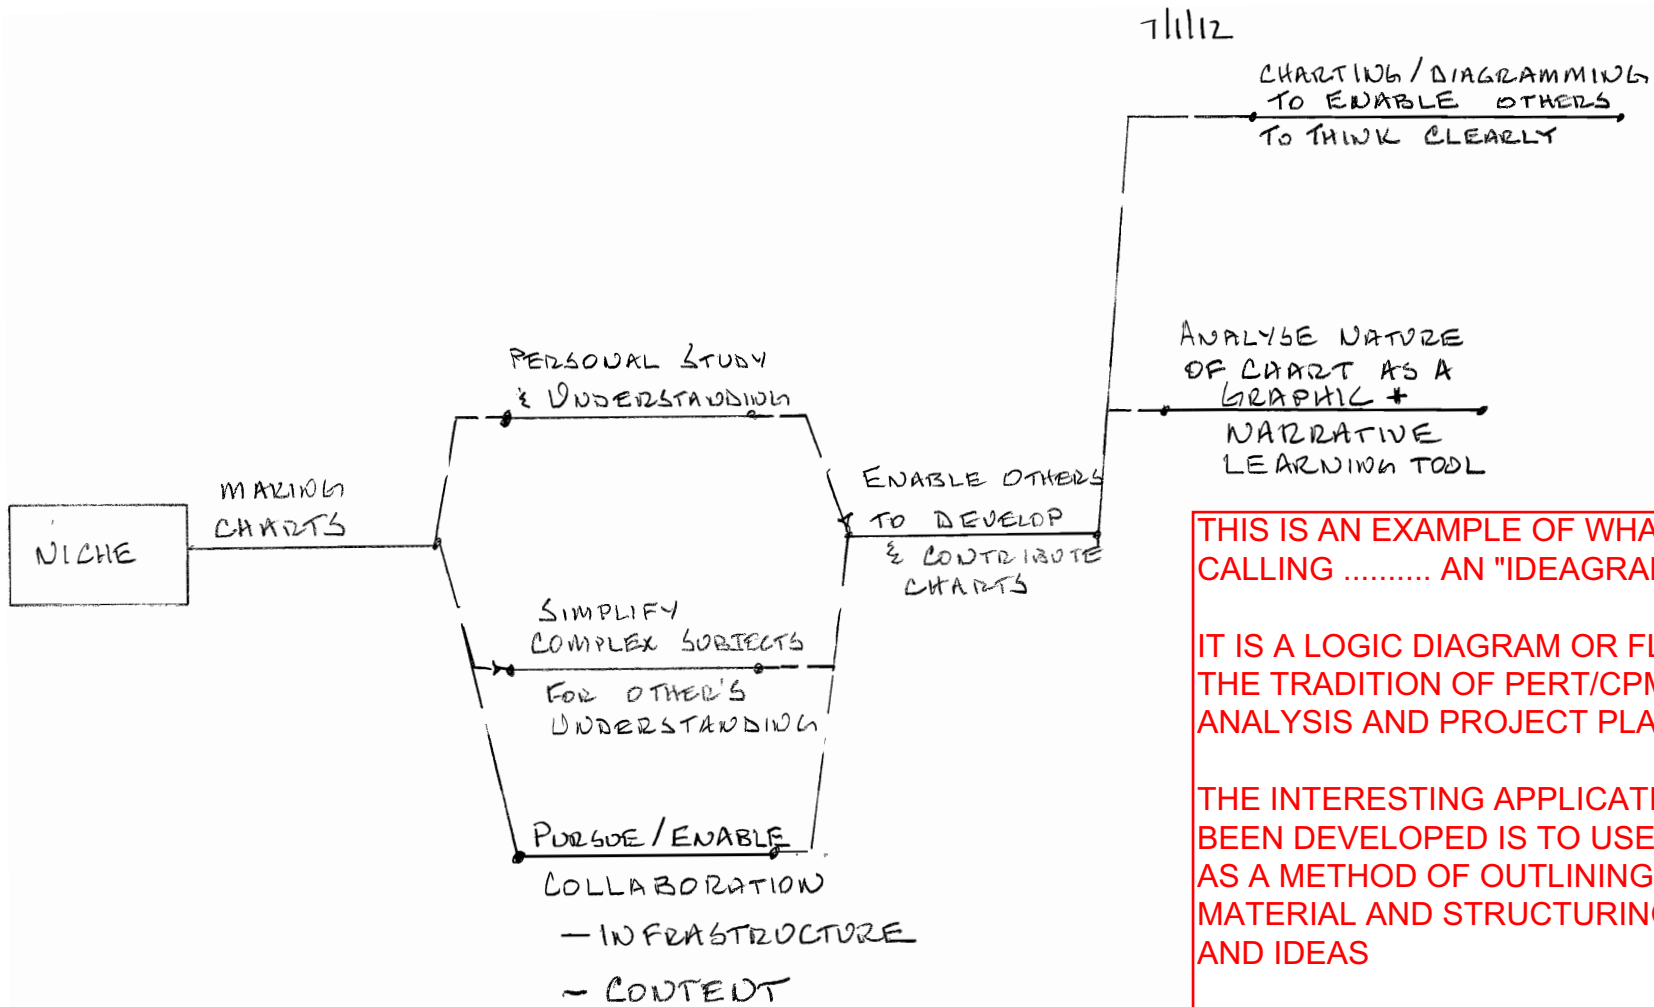 7/1/12
CHARTING/DIAGRAMMING
TO ENABLE OTHERS
TO THINK CLEARLY
ANALYSE NATURE
OF CHART AS A
GRAPHIC +
NARRATIVE
LEARNING TOOL
PERSONAL STUDY
& UNDERSTANDING
MAKING
CHARTS
NICHE
ENABLE OTHERS
TO DEVELOP
& CONTRIBUTE
CHARTS
SIMPLIFY
COMPLEX SUBJECTS
FOR OTHER'S
UNDERSTANDING
PURSUE/ENABLE
COLLABORATION
- INFRASTRUCTURE
- CONTENT
THIS IS AN EXAMPLE OF WHA
CALLING .......... AN "IDEAGRA
IT IS A LOGIC DIAGRAM OR FL
THE TRADITION OF PERT/CPM
ANALYSIS AND PROJECT PLA
THE INTERESTING APPLICATI
BEEN DEVELOPED IS TO USE
AS A METHOD OF OUTLINING
MATERIAL AND STRUCTURING
AND IDEAS